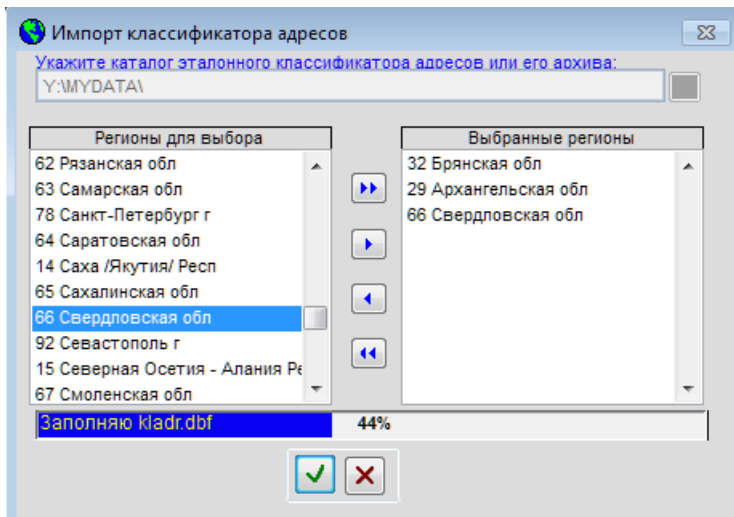 Импорт классификатора адресов
Укажите каталог эталонного классификатора адресов или его архива:
Y:\MYDATA\
Регионы для выбора
62 Рязанская обл
63 Самарская обл
78 Санкт-Петербург г
64 Саратовская обл
14 Саха /Якутия/ Респ
65 Сахалинская обл
66 Свердловская обл
92 Севастополь г
15 Северная Осетия - Алания Ре
67 Смоленская обл
Выбранные регионы
32 Брянская обл
29 Архангельская обл
66 Свердловская обл
Заполняю kladr.dbf 44%